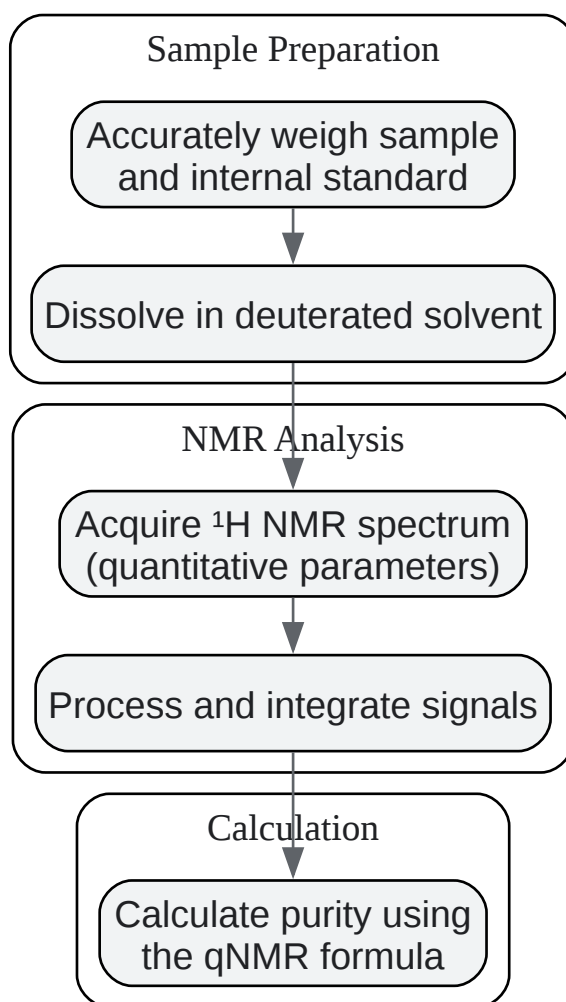 Sample Preparation
Accurately weigh sample
and internal standard
Dissolve in deuterated solvent
NMR Analysis
Acquire ¹H NMR spectrum
(quantitative parameters)
Process and integrate signals
Calculation
Calculate purity using
the qNMR formula